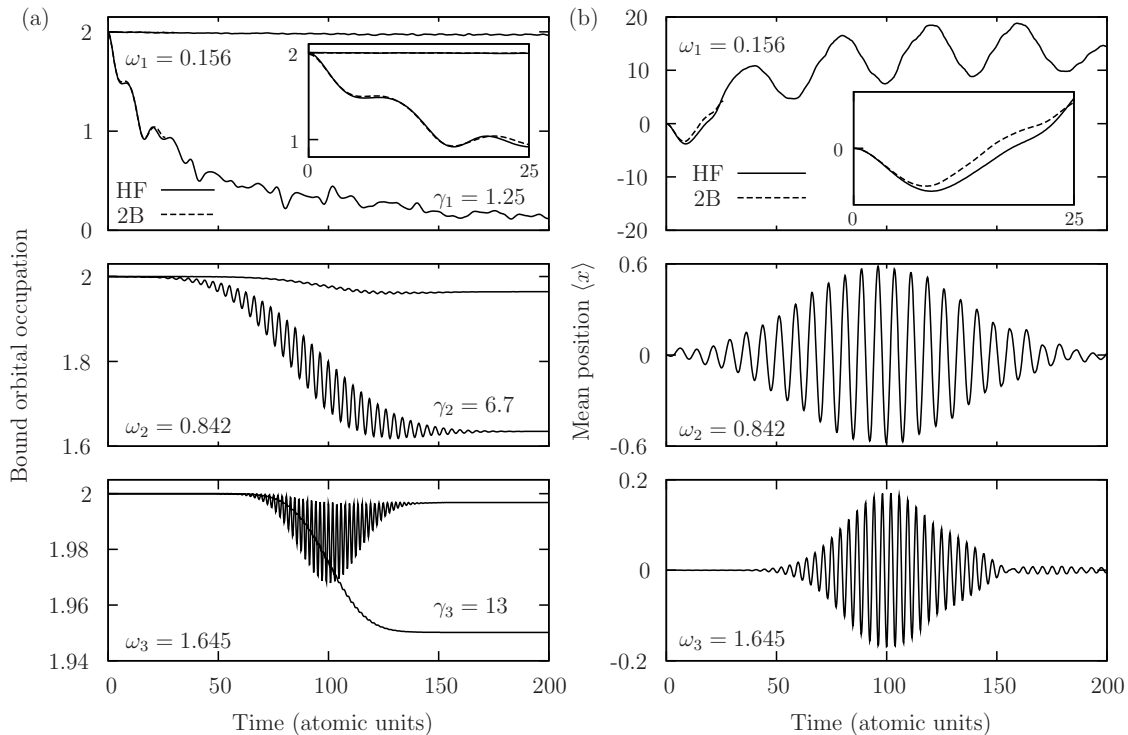 (a)
Bound orbital occupation
2
1
0
ω₁ = 0.156
HF
2B
γ₁ = 1.25
2
1
0
25
2
1.8
1.6
ω₂ = 0.842
γ₂ = 6.7
2
1.98
1.96
1.94
ω₃ = 1.645
γ₃ = 13
0
50
100
150
200
Time (atomic units)
(b)
Mean position ⟨x⟩
20
10
0
-10
20
ω₁ = 0.156
HF
2B
0
0
25
0.6
0
-0.6
ω₂ = 0.842
0.2
0
-0.2
ω₃ = 1.645
0
50
100
150
200
Time (atomic units)